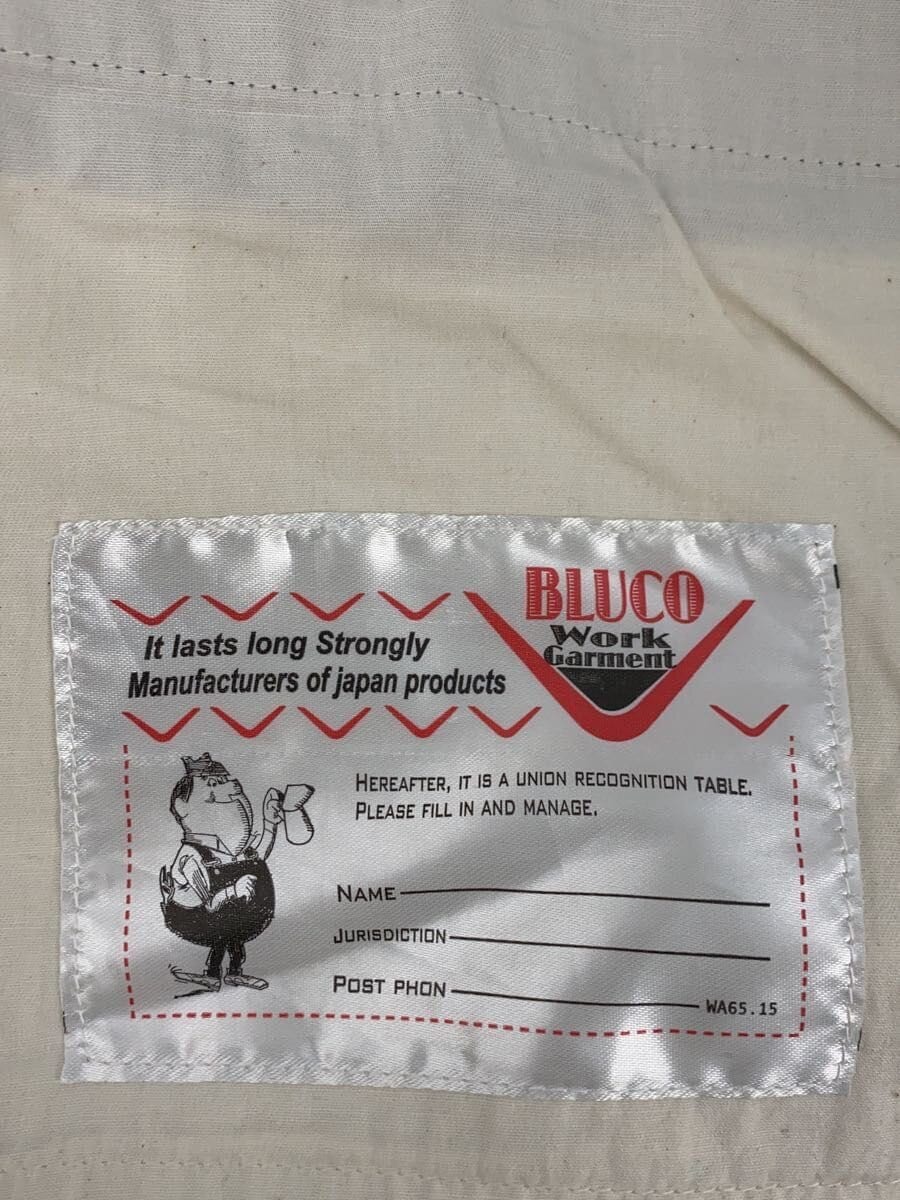 BLUCO
Work
Garment
It lasts long Strongly
Manufacturers of japan products
HEREAFTER, IT IS A UNION RECOGNITION TABLE.
PLEASE FILL IN AND MANAGE.
NAME
JURISDICTION
POST PHON
WA65.15